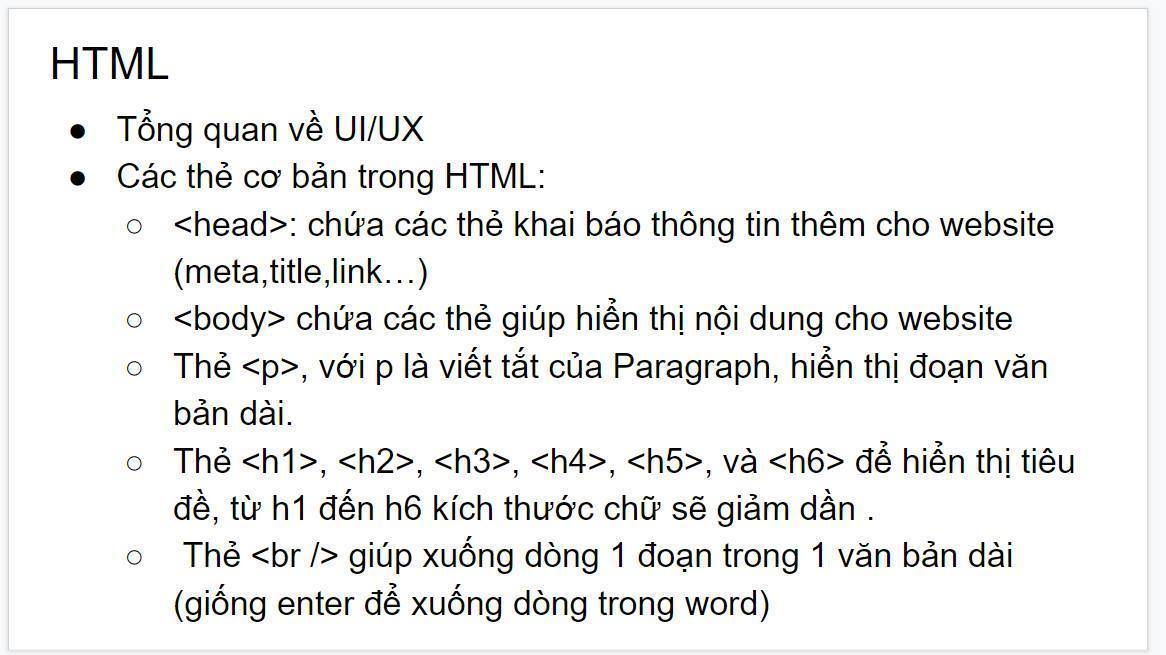 HTML
● Tổng quan về UI/UX
● Các thẻ cơ bản trong HTML:
○ <head>: chứa các thẻ khai báo thông tin thêm cho website
(meta,title,link…)
○ <body> chứa các thẻ giúp hiển thị nội dung cho website
○ Thẻ <p>, với p là viết tắt của Paragraph, hiển thị đoạn văn
bản dài.
○ Thẻ <h1>, <h2>, <h3>, <h4>, <h5>, và <h6> để hiển thị tiêu
đề, từ h1 đến h6 kích thước chữ sẽ giảm dần .
○ Thẻ <br /> giúp xuống dòng 1 đoạn trong 1 văn bản dài
(giống enter để xuống dòng trong word)